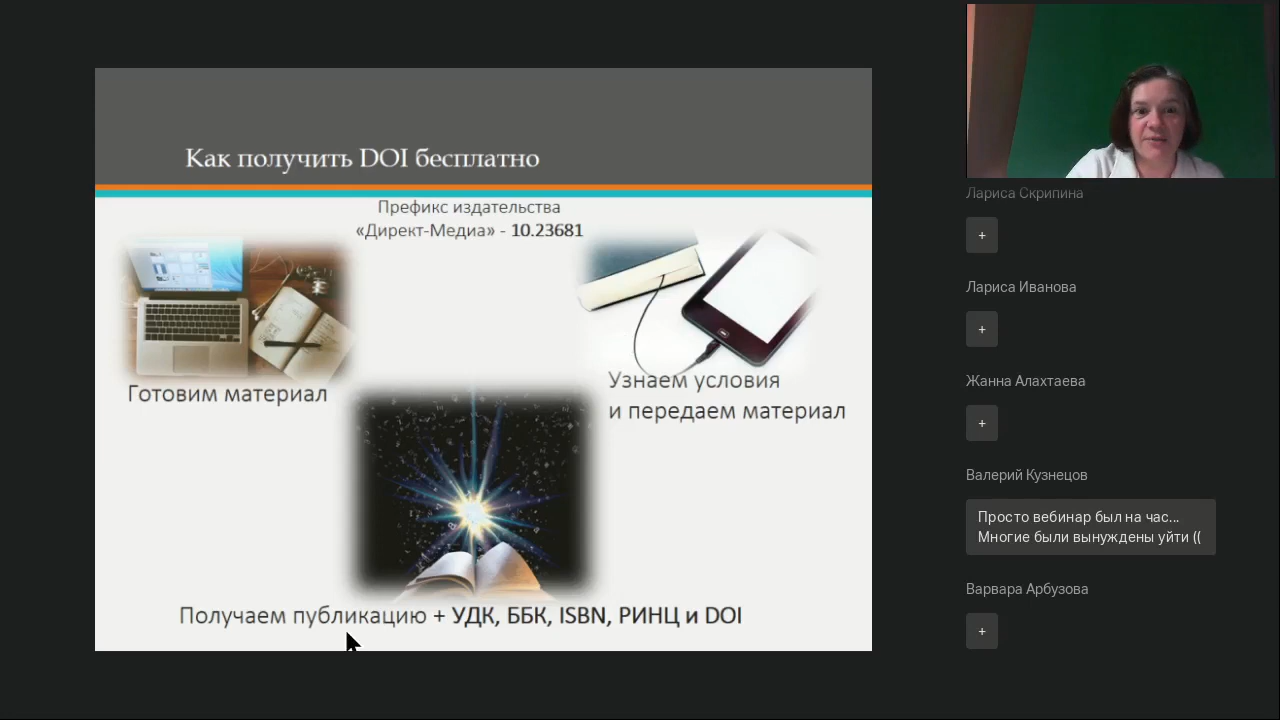 Как получить DOI бесплатно
Префикс издательства
«Директ-Медиа» - 10.23681
Готовим материал
Узнаем условия
и передаем материал
Получаем публикацию + УДК, ББК, ISBN, РИНЦ и DOI
Лариса Скрипина
+
Лариса Иванова
+
Жанна Алахтаева
+
Валерий Кузнецов
Просто вебинар был на час...
Многие были вынуждены уйти ((
Варвара Арбузова
+